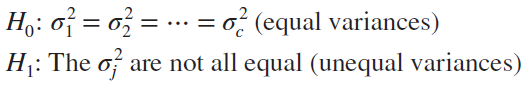 H₀: σ₁² = σ₂² = ⋯ = σ_c² (equal variances)
H₁: The σⱼ² are not all equal (unequal variances)